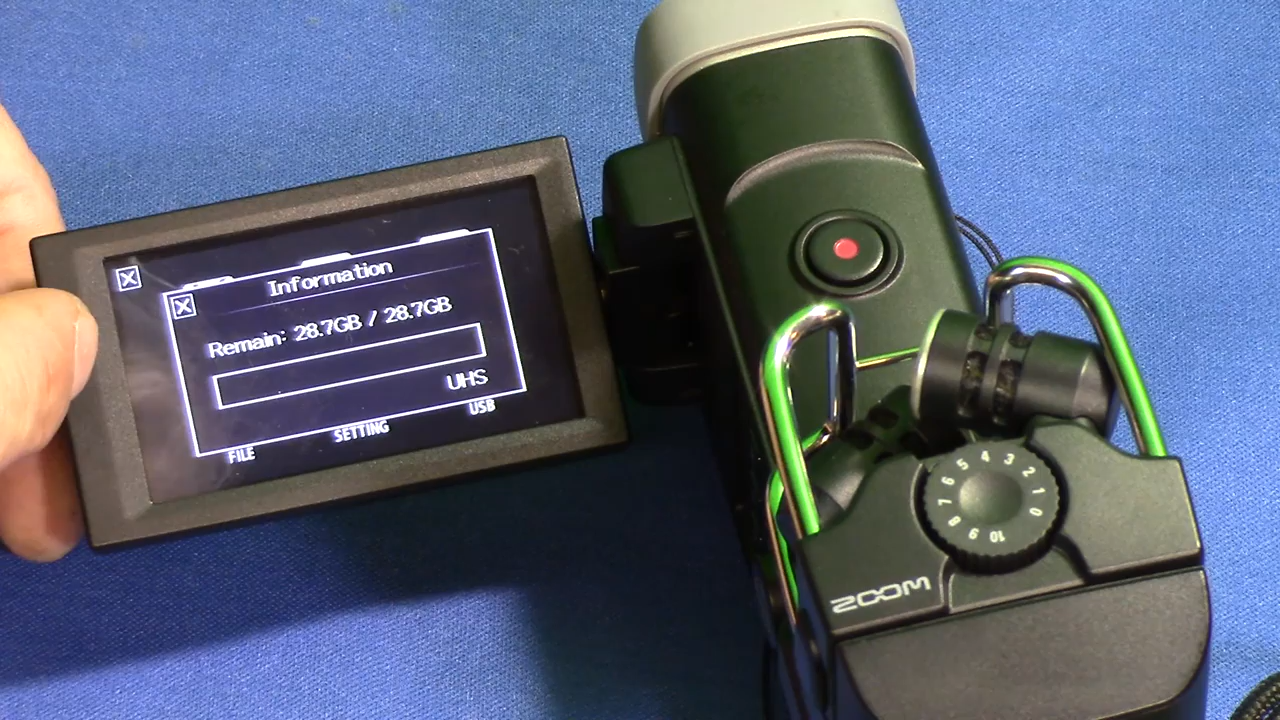 Information
Remain: 28.7GB / 28.7GB
UHS
FILE SETTING USB
0 1 2 3 4 5 6 7 8 9 10
ZOOM